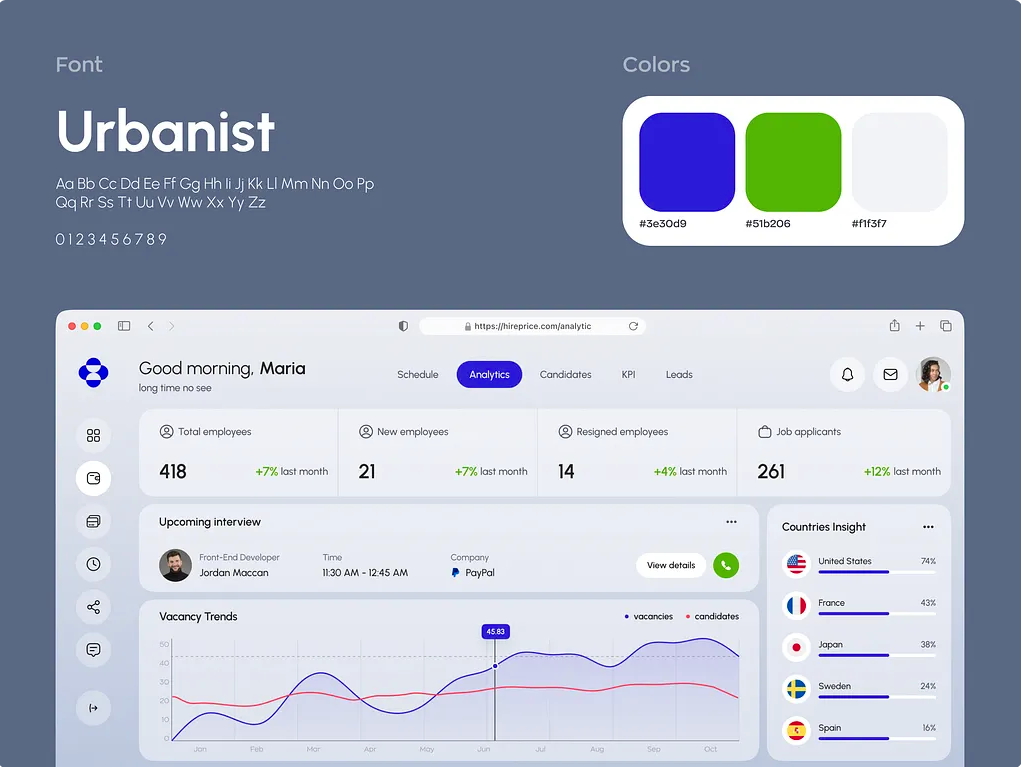 Font
Urbanist
Aa Bb Cc Dd Ee Ff Gg Hh Ii Jj Kk Ll Mm Nn Oo Pp
Qq Rr Ss Tt Uu Vv Ww Xx Yy Zz
0 1 2 3 4 5 6 7 8 9
Colors
#3e30d9 #51b206 #f1f3f7
https://hireprice.com/analytic
Good morning, Maria
long time no see
Schedule Analytics Candidates KPI Leads
Total employees
418 +7% last month
New employees
21 +7% last month
Resigned employees
14 +4% last month
Job applicants
261 +12% last month
Upcoming interview
Front-End Developer
Jordan Maccan
Time
11:30 AM - 12:45 AM
Company
PayPal
View details
Vacancy Trends
vacancies candidates
45.83
50
40
30
20
10
0
Jan Feb Mar Apr May Jun Jul Aug Sep Oct
Countries Insight
United States 74%
France 43%
Japan 38%
Sweden 24%
Spain 16%